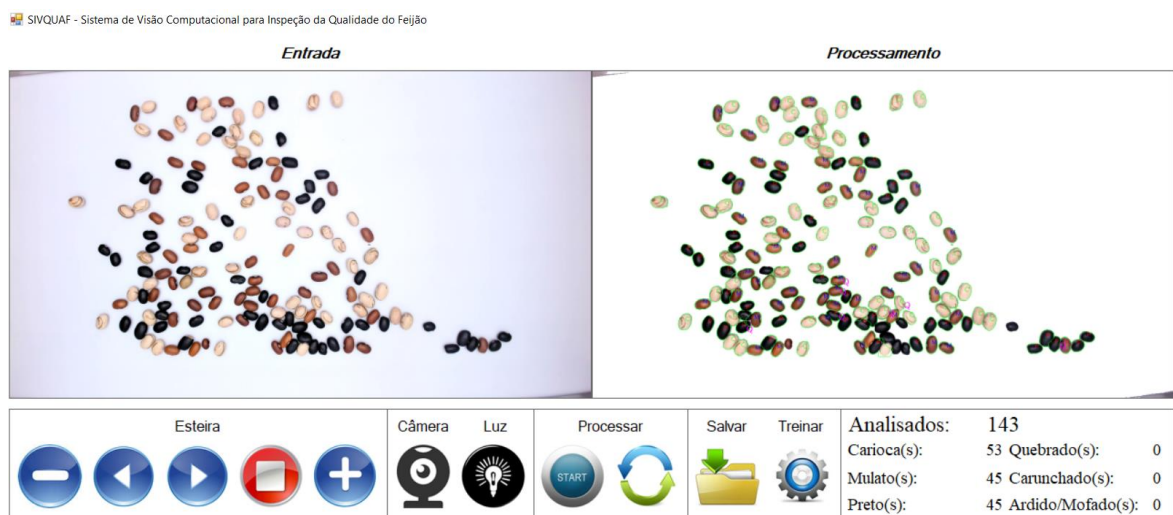 SIVQUAF - Sistema de Visão Computacional para Inspeção da Qualidade do Feijão
Entrada
Processamento
Esteira
Câmera
Luz
Processar
START
Salvar
Treinar
Analisados: 143
Carioca(s): 53 Quebrado(s): 0
Mulato(s): 45 Carunchado(s): 0
Preto(s): 45 Ardido/Mofado(s): 0